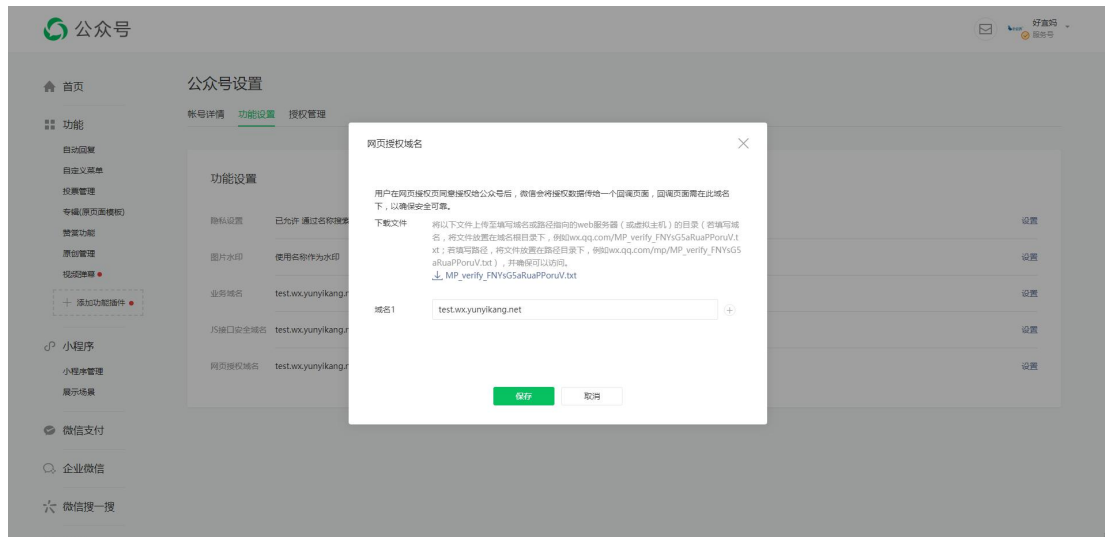 公众号
好宜妈
服务号
首页
功能
自动回复
自定义菜单
投票管理
专辑(原页面模板)
赞赏功能
原创管理
视频弹幕
+ 添加功能插件
小程序
小程序管理
展示场景
微信支付
企业微信
微信搜一搜
公众号设置
帐号详情 功能设置 授权管理
功能设置
隐私设置 已允许 通过名称搜索 设置
图片水印 使用名称作为水印 设置
业务域名 test.wx.yunyikang.r 设置
JS接口安全域名 test.wx.yunyikang.r 设置
网页授权域名 test.wx.yunyikang.r 设置
网页授权域名
用户在网页授权页同意授权给公众号后，微信会将授权数据传给一个回调页面，回调页面需在此域名
下，以确保安全可靠。
下载文件 将以下文件上传至填写域名或路径指向的web服务器（或虚拟主机）的目录（若填写域
名，将文件放置在域名根目录下，例如wx.qq.com/MP_verify_FNYsG5aRuaPPoruV.t
xt；若填写路径，将文件放置在路径目录下，例如wx.qq.com/mp/MP_verify_FNYsG5
aRuaPPoruV.txt），并确保可以访问。
MP_verify_FNYsG5aRuaPPoruV.txt
域名1 test.wx.yunyikang.net
保存 取消